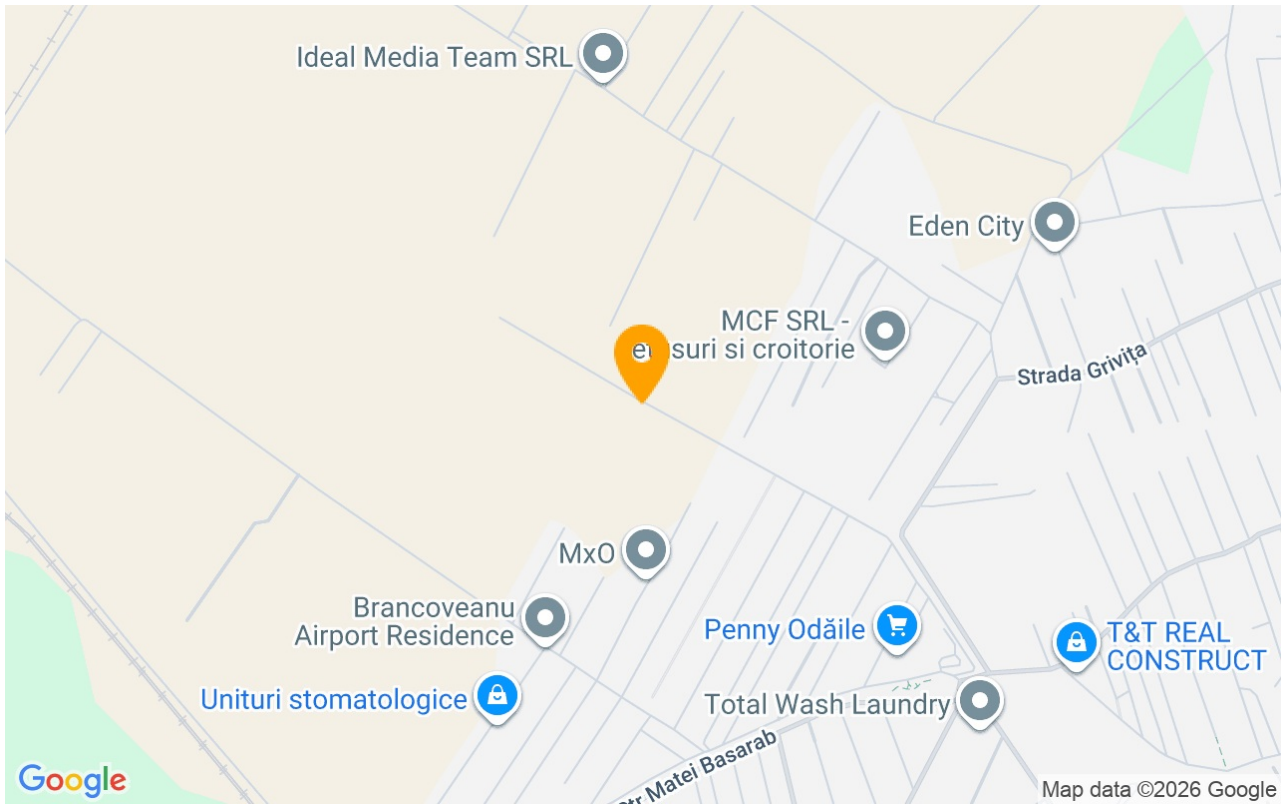 Ideal Media Team SRL
Eden City
MCF SRL -
suri si croitorie
Strada Grivița
MxO
Brancoveanu
Airport Residence
Penny Odăile
T&T REAL
CONSTRUCT
Unituri stomatologice
Total Wash Laundry
Str Matei Basarab
Google
Map data ©2026 Google